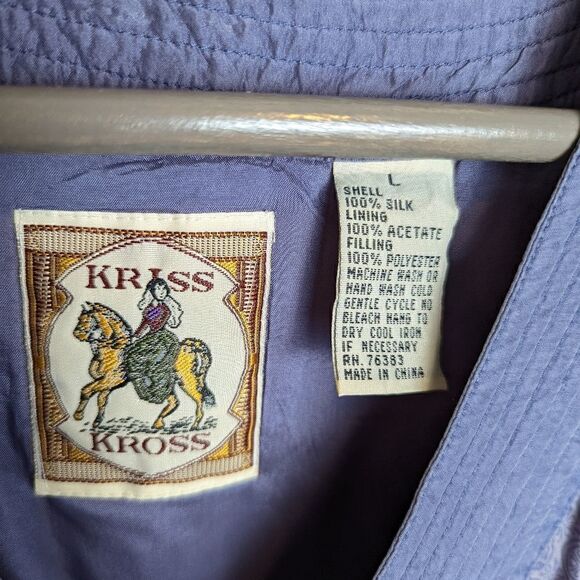 KRISS
KROSS
L
SHELL
100% SILK
LINING
100% ACETATE
FILLING
100% POLYESTER
MACHINE WASH OR
HAND WASH COLD
GENTLE CYCLE NO
BLEACH HANG TO
DRY COOL IRON
IF NECESSARY
RN. 76383
MADE IN CHINA